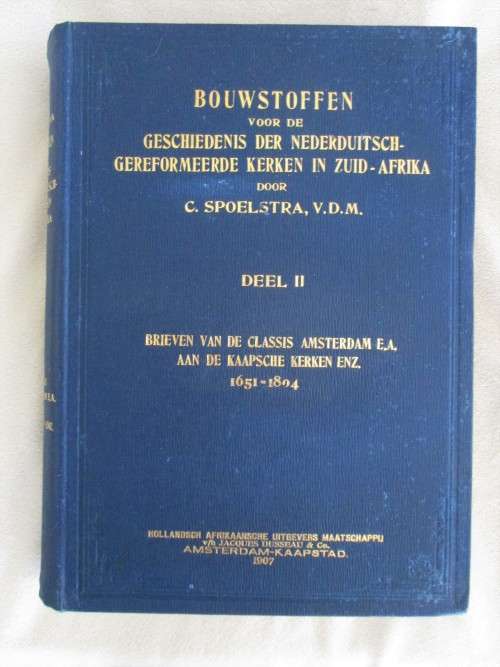 BOUWSTOFFEN
VOOR DE
GESCHIEDENIS DER NEDERDUITSCH-
GEREFORMEERDE KERKEN IN ZUID-AFRIKA
DOOR
C. SPOELSTRA, V.D.M.
DEEL II
BRIEVEN VAN DE CLASSIS AMSTERDAM E.A.
AAN DE KAAPSCHE KERKEN ENZ.
1651-1804
HOLLANDSCH AFRIKAANSCHE UITGEVERS MAATSCHAPPIJ
v/h JACQUES DUSSEAU & Co.
AMSTERDAM-KAAPSTAD.
1907